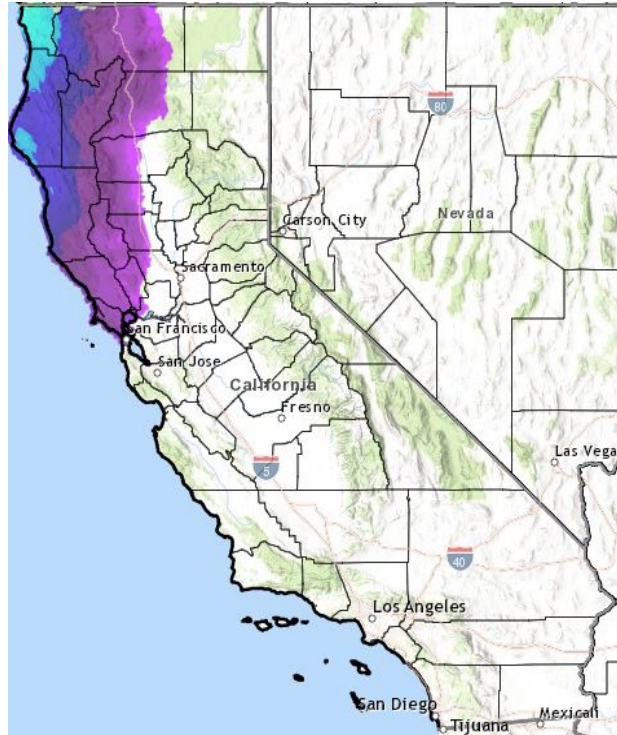 80
Carson City
Nevada
Sacramento
San Francisco
San Jose
California
Fresno
Las Vega
5
40
Los Angeles
San Diego
Mexicali
Tijuana